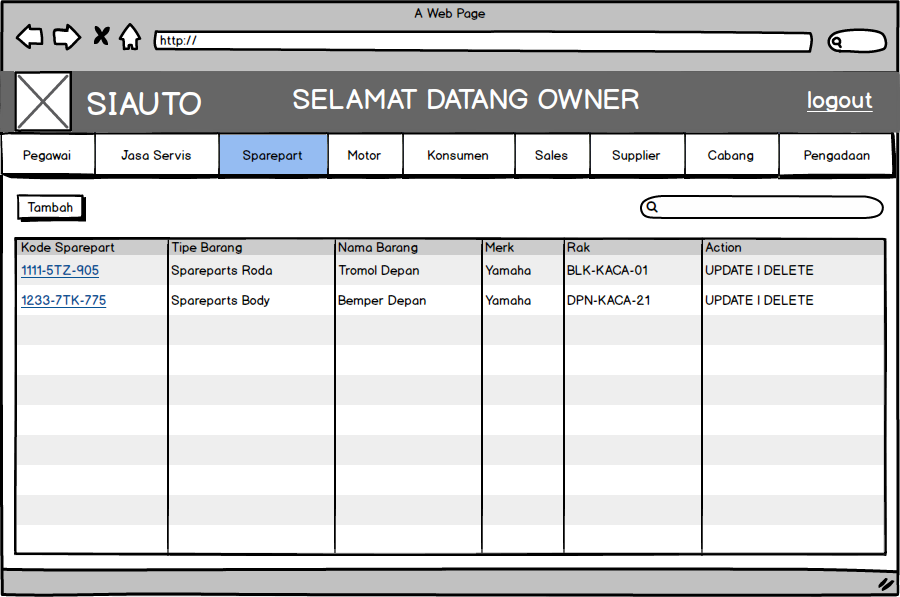 A Web Page
http://
SIAUTO SELAMAT DATANG OWNER logout
Pegawai Jasa Servis Sparepart Motor Konsumen Sales Supplier Cabang Pengadaan
Tambah
Kode Sparepart Tipe Barang Nama Barang Merk Rak Action
1111-5TZ-905 Spareparts Roda Tromol Depan Yamaha BLK-KACA-01 UPDATE | DELETE
1233-7TK-775 Spareparts Body Bemper Depan Yamaha DPN-KACA-21 UPDATE | DELETE